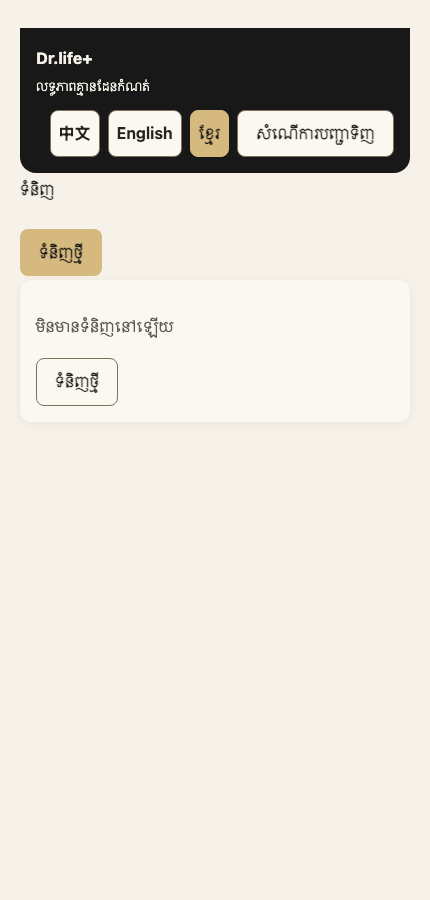 Dr.life+
លទ្ធភាពគ្មានដែនកំណត់
中文 English ខ្មែរ សំណើការបញ្ជាទិញ
ទំនិញ
ទំនិញថ្មី
មិនមានទំនិញនៅឡើយ
ទំនិញថ្មី